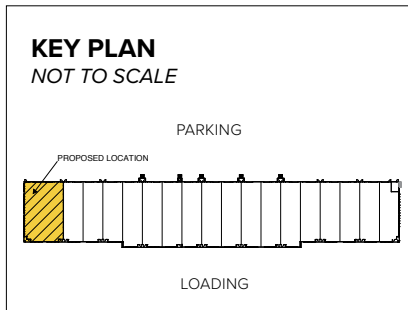 KEY PLAN
NOT TO SCALE
PARKING
PROPOSED LOCATION
LOADING